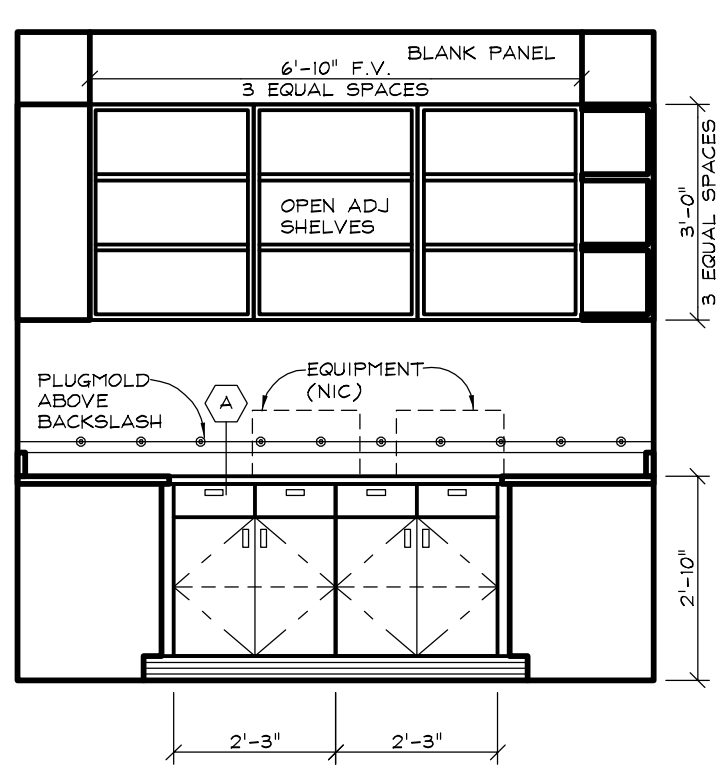 BLANK PANEL
6'-10" F.V.
3 EQUAL SPACES
OPEN ADJ
SHELVES
3'-0"
3 EQUAL SPACES
EQUIPMENT
(NIC)
PLUGMOLD
ABOVE
BACKSLASH
A
2'-10"
2'-3"
2'-3"